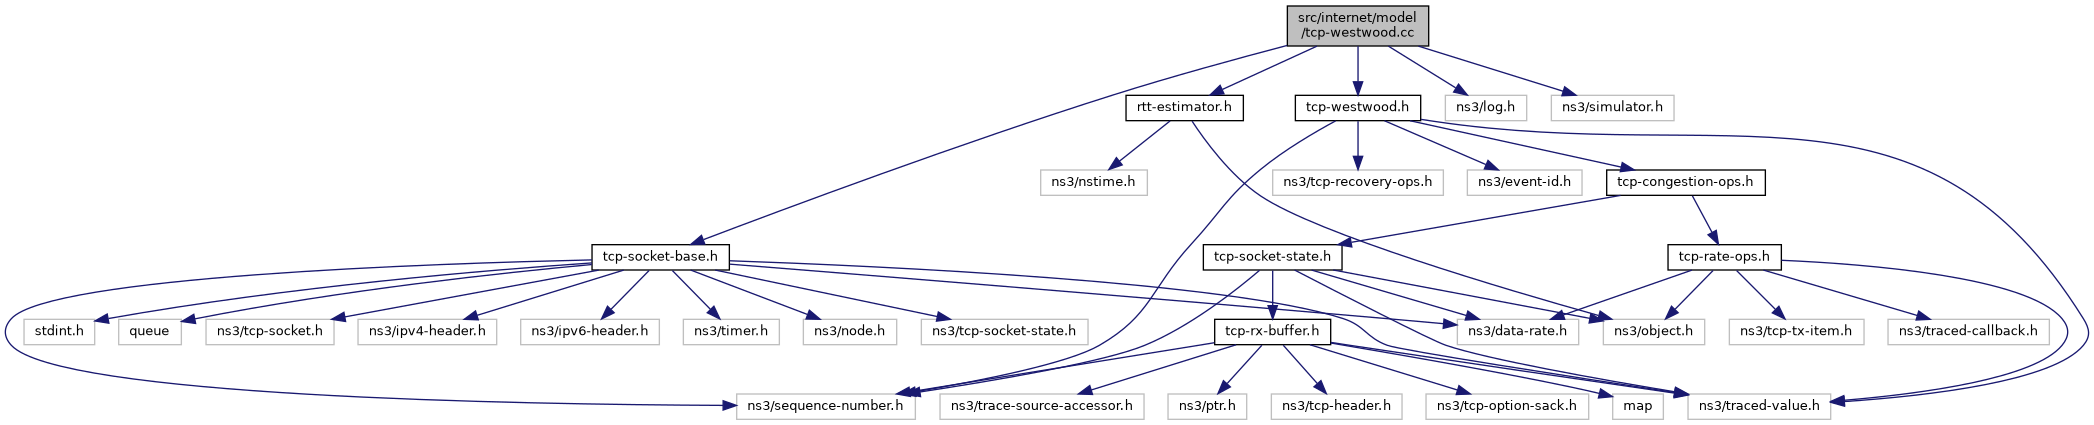 src/internet/model
/tcp-westwood.cc
rtt-estimator.h
tcp-westwood.h
ns3/log.h
ns3/simulator.h
ns3/nstime.h
ns3/tcp-recovery-ops.h
ns3/event-id.h
tcp-congestion-ops.h
tcp-socket-base.h
tcp-socket-state.h
tcp-rate-ops.h
stdint.h
queue
ns3/tcp-socket.h
ns3/ipv4-header.h
ns3/ipv6-header.h
ns3/timer.h
ns3/node.h
ns3/tcp-socket-state.h
tcp-rx-buffer.h
ns3/data-rate.h
ns3/object.h
ns3/tcp-tx-item.h
ns3/traced-callback.h
ns3/sequence-number.h
ns3/trace-source-accessor.h
ns3/ptr.h
ns3/tcp-header.h
ns3/tcp-option-sack.h
map
ns3/traced-value.h